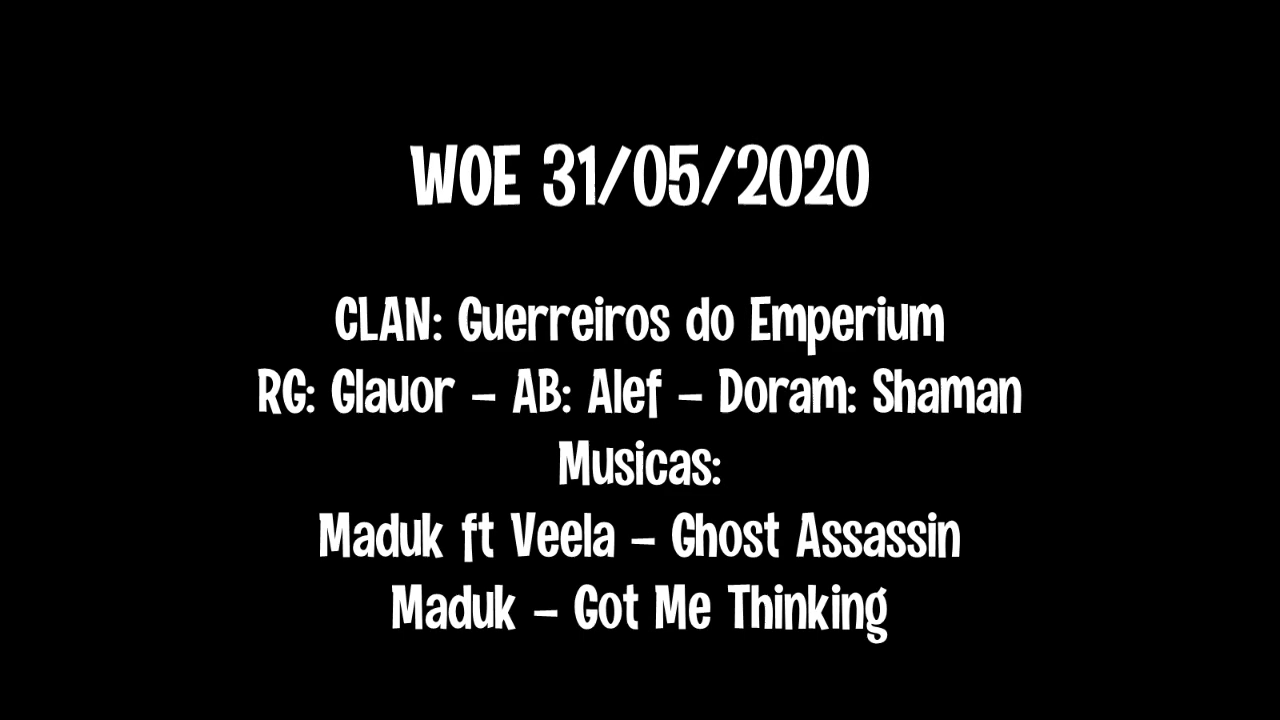 WOE 31/05/2020
CLAN: Guerreiros do Emperium
RG: Glauor – AB: Alef – Doram: Shaman
Musicas:
Maduk ft Veela – Ghost Assassin
Maduk – Got Me Thinking